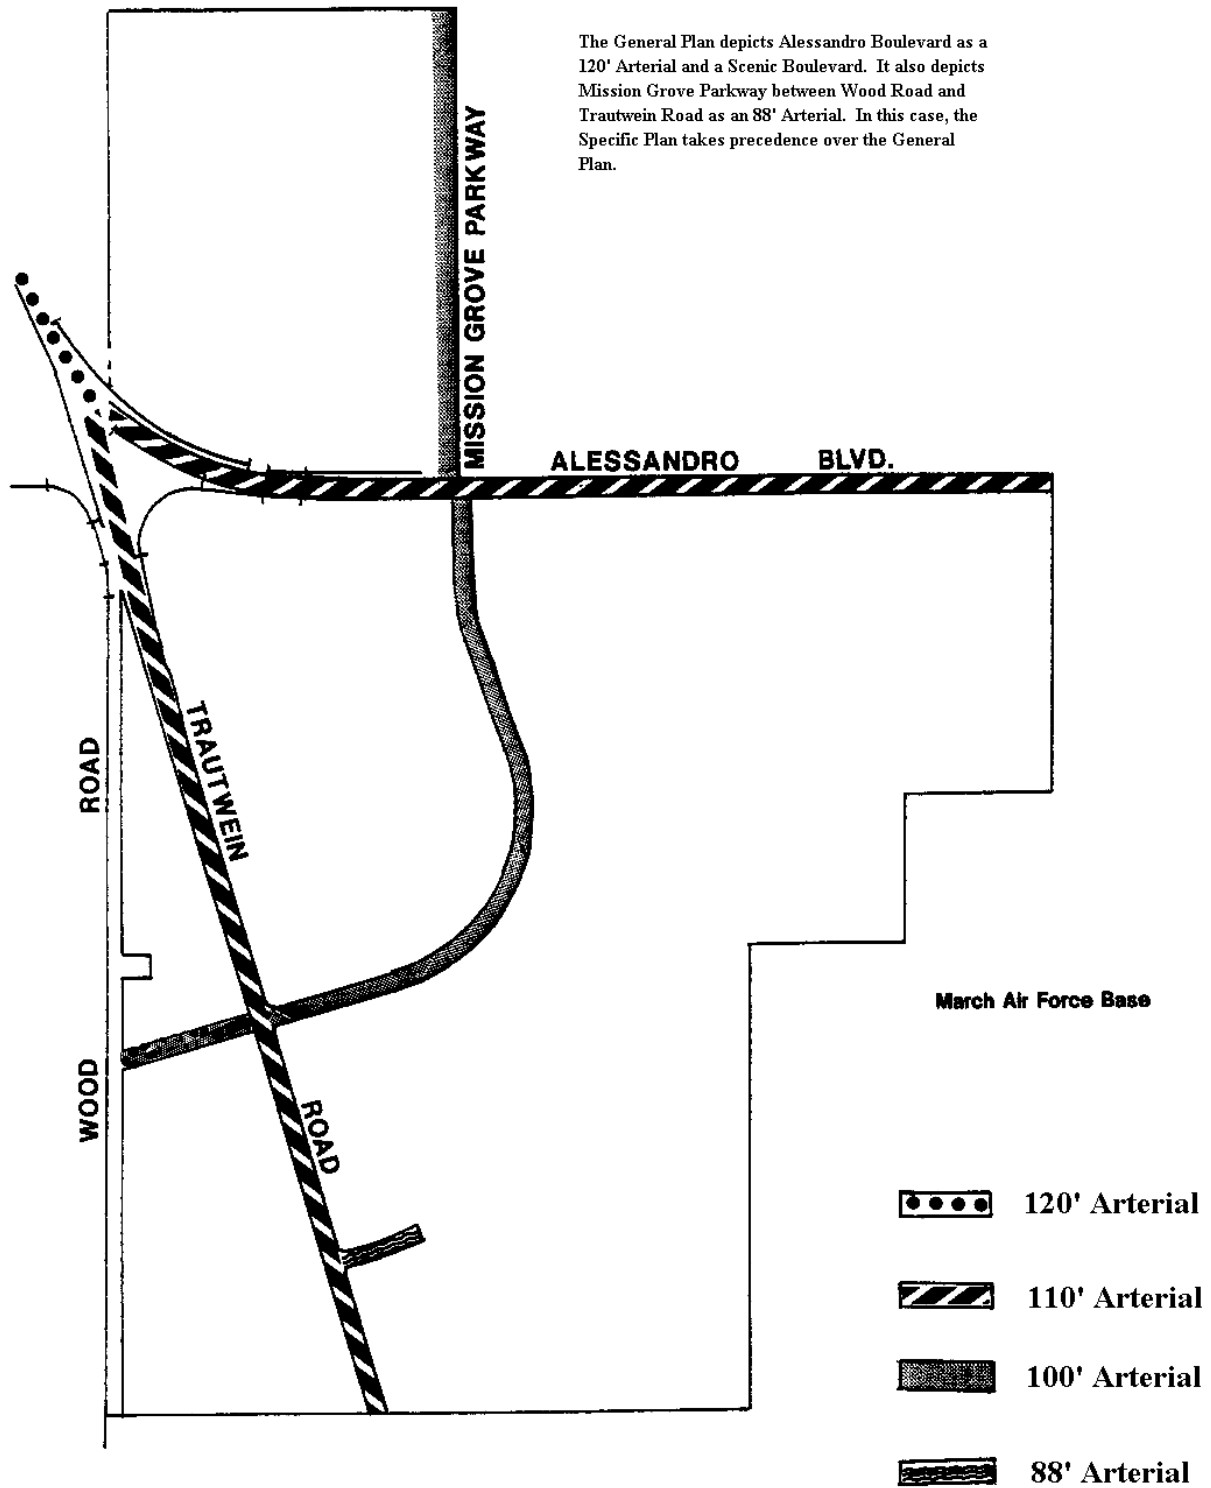 The General Plan depicts Alessandro Boulevard as a
120' Arterial and a Scenic Boulevard. It also depicts
Mission Grove Parkway between Wood Road and
Trautwein Road as an 88' Arterial. In this case, the
Specific Plan takes precedence over the General
Plan.
MISSION GROVE PARKWAY
ALESSANDRO BLVD.
TRAUTWEIN
ROAD
WOOD ROAD
March Air Force Base
120' Arterial
110' Arterial
100' Arterial
88' Arterial